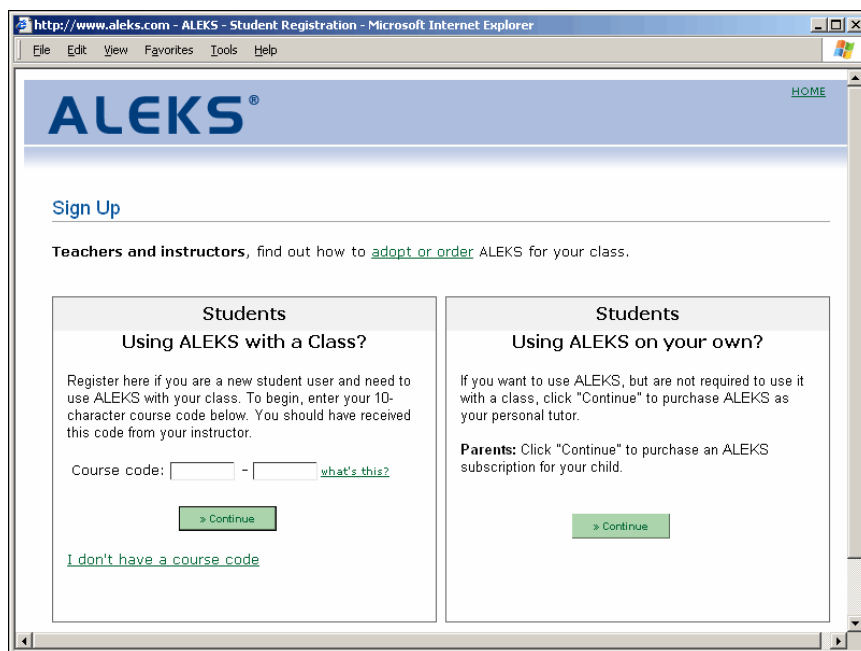 http://www.aleks.com - ALEKS - Student Registration - Microsoft Internet Explorer
File Edit View Favorites Tools Help
HOME
ALEKS®
Sign Up
Teachers and instructors, find out how to adopt or order ALEKS for your class.
Students
Using ALEKS with a Class?
Register here if you are a new student user and need to
use ALEKS with your class. To begin, enter your 10-
character course code below. You should have received
this code from your instructor.
Course code: - what's this?
» Continue
I don't have a course code
Students
Using ALEKS on your own?
If you want to use ALEKS, but are not required to use it
with a class, click "Continue" to purchase ALEKS as
your personal tutor.
Parents: Click "Continue" to purchase an ALEKS
subscription for your child.
» Continue